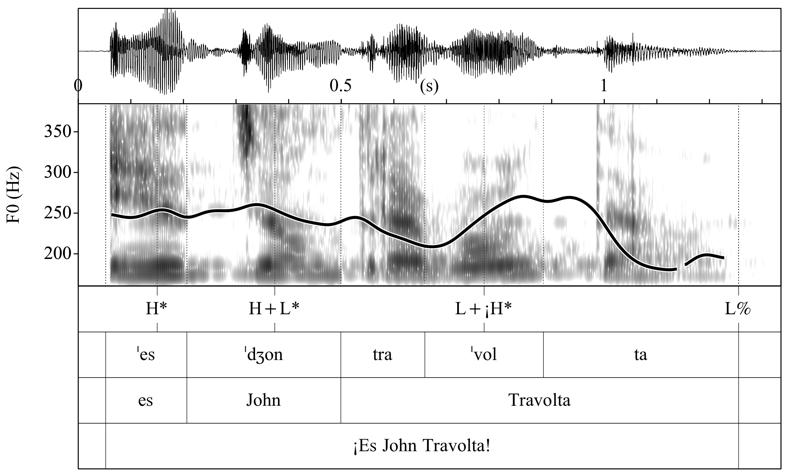 0 0.5 (s) 1
F0 (Hz)
350
300
250
200
H* H+L* L+¡H* L%
ˈes ˈdʒon tra ˈvol ta
es John Travolta
¡Es John Travolta!